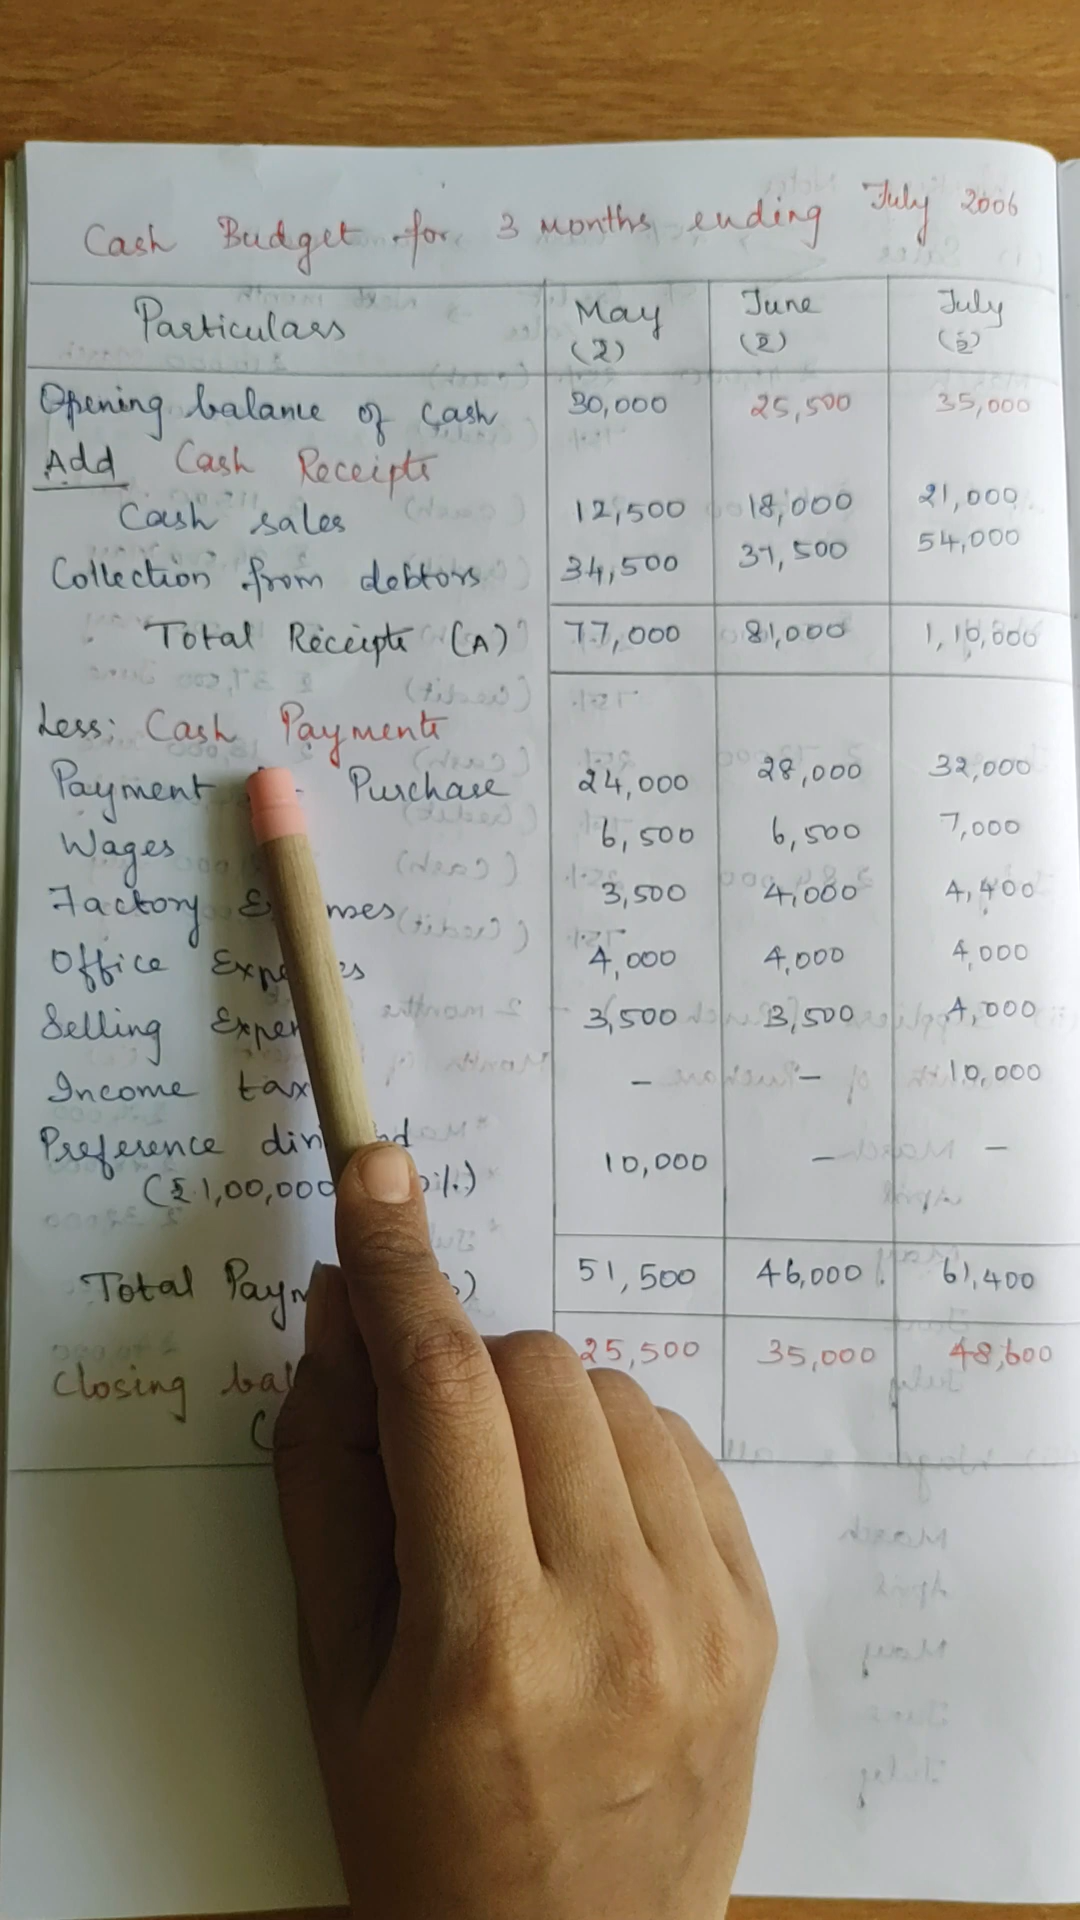 Cash Budget for 3 months ending July 2006
Particulars May June July
(₹) (₹) (₹)
Opening balance of cash 30,000 25,500 35,000
Add Cash Receipts
Cash sales 12,500 18,000 21,000
Collection from debtors 34,500 37,500 54,000
Total Receipts (A) 77,000 81,000 1,10,000
Less: Cash Payments
Payment Purchase 24,000 28,000 32,000
Wages 6,500 6,500 7,000
Factory 3,500 4,000 4,400
Office 4,000 4,000 4,000
Selling 3,500 3,500 4,000
Income tax - - 10,000
Preference
(₹ 1,00,000 10,000 - -
Total 51,500 46,000 61,400
Closing 25,500 35,000 48,600